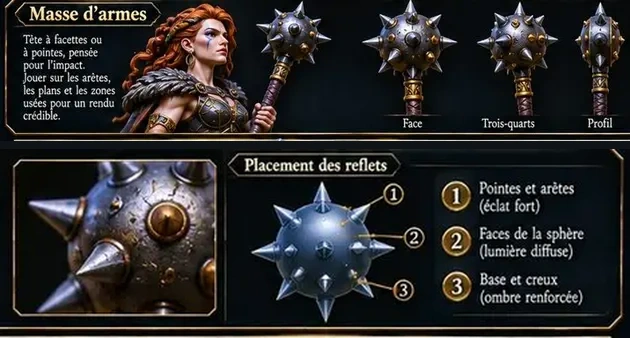 Masse d'armes
Tête à facettes ou
à pointes, pensée
pour l'impact.
Jouer sur les arêtes,
les plans et les zones
usées pour un rendu
crédible.
Face
Trois-quarts
Profil
Placement des reflets
1
2
3
1 Pointes et arètes
(éclat fort)
2 Faces de la sphère
(lumière diffuse)
3 Base et creux
(ombre renforcée)